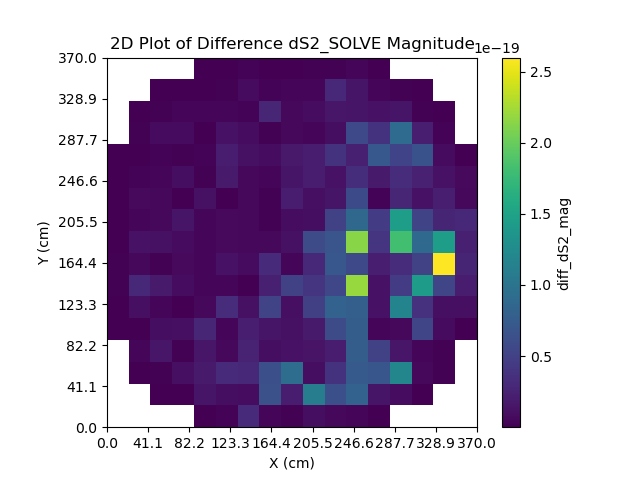 2D Plot of Difference dS2_SOLVE Magnitude
1e−19
370.0
328.9
287.7
246.6
205.5
164.4
123.3
82.2
41.1
0.0
Y (cm)
0.0 41.1 82.2 123.3 164.4 205.5 246.6 287.7 328.9 370.0
X (cm)
2.5
2.0
1.5
1.0
0.5
diff_dS2_mag